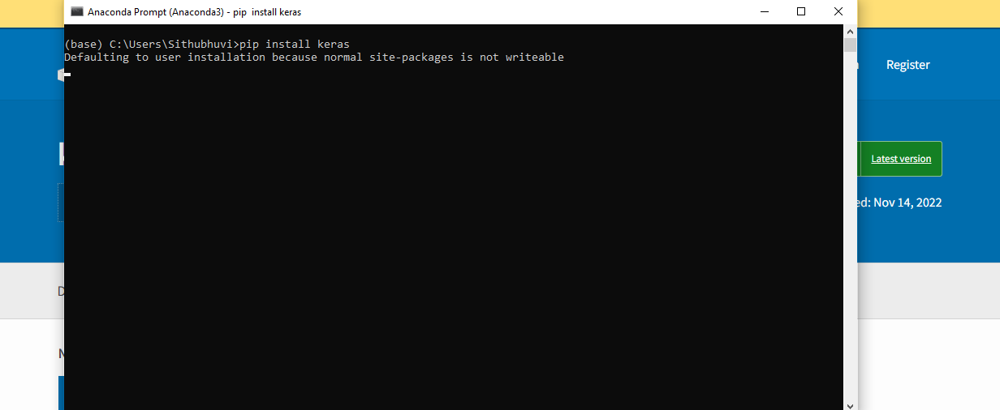 Anaconda Prompt (Anaconda3) - pip  install keras
(base) C:\Users\Sithubhuvi>pip install keras
Defaulting to user installation because normal site-packages is not writeable
Register
Latest version
ed: Nov 14, 2022